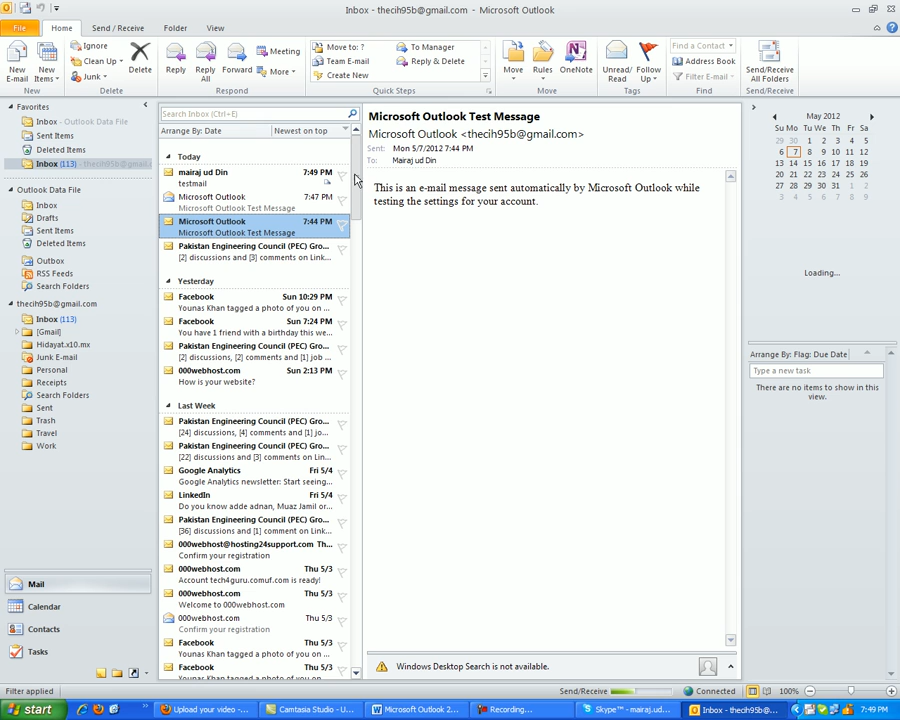 Inbox - thecih95b@gmail.com - Microsoft Outlook
File
Home
Send / Receive
Folder
View
New E-mail
New Items
New
Ignore
Clean Up
Junk
Delete
Delete
Reply
Reply All
Forward
Meeting
More
Respond
Move to: ?
Team E-mail
Create New
To Manager
Reply & Delete
Quick Steps
Move
Rules
OneNote
Move
Unread/ Read
Follow Up
Tags
Find a Contact
Address Book
Filter E-mail
Find
Send/Receive All Folders
Send/Receive
Favorites
Inbox - Outlook Data File
Sent Items
Deleted Items
Inbox (113) - thecih95b@gmail.c
Outlook Data File
Inbox
Drafts
Sent Items
Deleted Items
Outbox
RSS Feeds
Search Folders
thecih95b@gmail.com
Inbox (113)
[Gmail]
Hidayat.x10.mx
Junk E-mail
Personal
Receipts
Search Folders
Sent
Trash
Travel
Work
Mail
Calendar
Contacts
Tasks
Search Inbox (Ctrl+E)
Arrange By: Date
Newest on top
Today
mairaj ud Din 7:49 PM
testmail
Microsoft Outlook 7:47 PM
Microsoft Outlook Test Message
Microsoft Outlook 7:44 PM
Microsoft Outlook Test Message
Pakistan Engineering Council (PEC) Gro...
[2] discussions and [3] comments on Link...
Yesterday
Facebook Sun 10:29 PM
Younas Khan tagged a photo of you on ...
Facebook Sun 7:24 PM
You have 1 friend with a birthday this we...
Pakistan Engineering Council (PEC) Gro...
[2] discussions, [2] comments and [1] job ...
000webhost.com Sun 2:13 PM
How is your website?
Last Week
Pakistan Engineering Council (PEC) Gro...
[24] discussions, [4] comments and [1] jo...
Pakistan Engineering Council (PEC) Gro...
[22] discussions and [3] comments on Lin...
Google Analytics Fri 5/4
Google Analytics newsletter: Start seeing...
LinkedIn Fri 5/4
Do you know adee adnan, Muaz Jamil or...
Pakistan Engineering Council (PEC) Gro...
[36] discussions and [1] comment on Link...
000webhost@hosting24support.com Th...
Confirm your registration
000webhost.com Thu 5/3
Account tech4guru.comuf.com is ready!
000webhost.com Thu 5/3
Welcome to 000webhost.com
000webhost.com Thu 5/3
Confirm your registration
Facebook Thu 5/3
Younas Khan tagged a photo of you on ...
Facebook Thu 5/3
Younas Khan tagged a photo of you on ...
Microsoft Outlook Test Message
Microsoft Outlook <thecih95b@gmail.com>
Sent: Mon 5/7/2012 7:44 PM
To: Mairaj ud Din
This is an e-mail message sent automatically by Microsoft Outlook while
testing the settings for your account.
Windows Desktop Search is not available.
May 2012
Su Mo Tu We Th Fr Sa
29 30 1 2 3 4 5
6 7 8 9 10 11 12
13 14 15 16 17 18 19
20 21 22 23 24 25 26
27 28 29 30 31 1 2
3 4 5 6 7 8 9
Loading...
Arrange By: Flag: Due Date
Type a new task
There are no items to show in this
view.
Filter applied
Send/Receive
Connected
100%
start
Upload your video -...
Camtasia Studio - U...
Microsoft Outlook 2...
Recording...
Skype™ - mairaj.ud...
Inbox - thecih95b@g...
7:49 PM